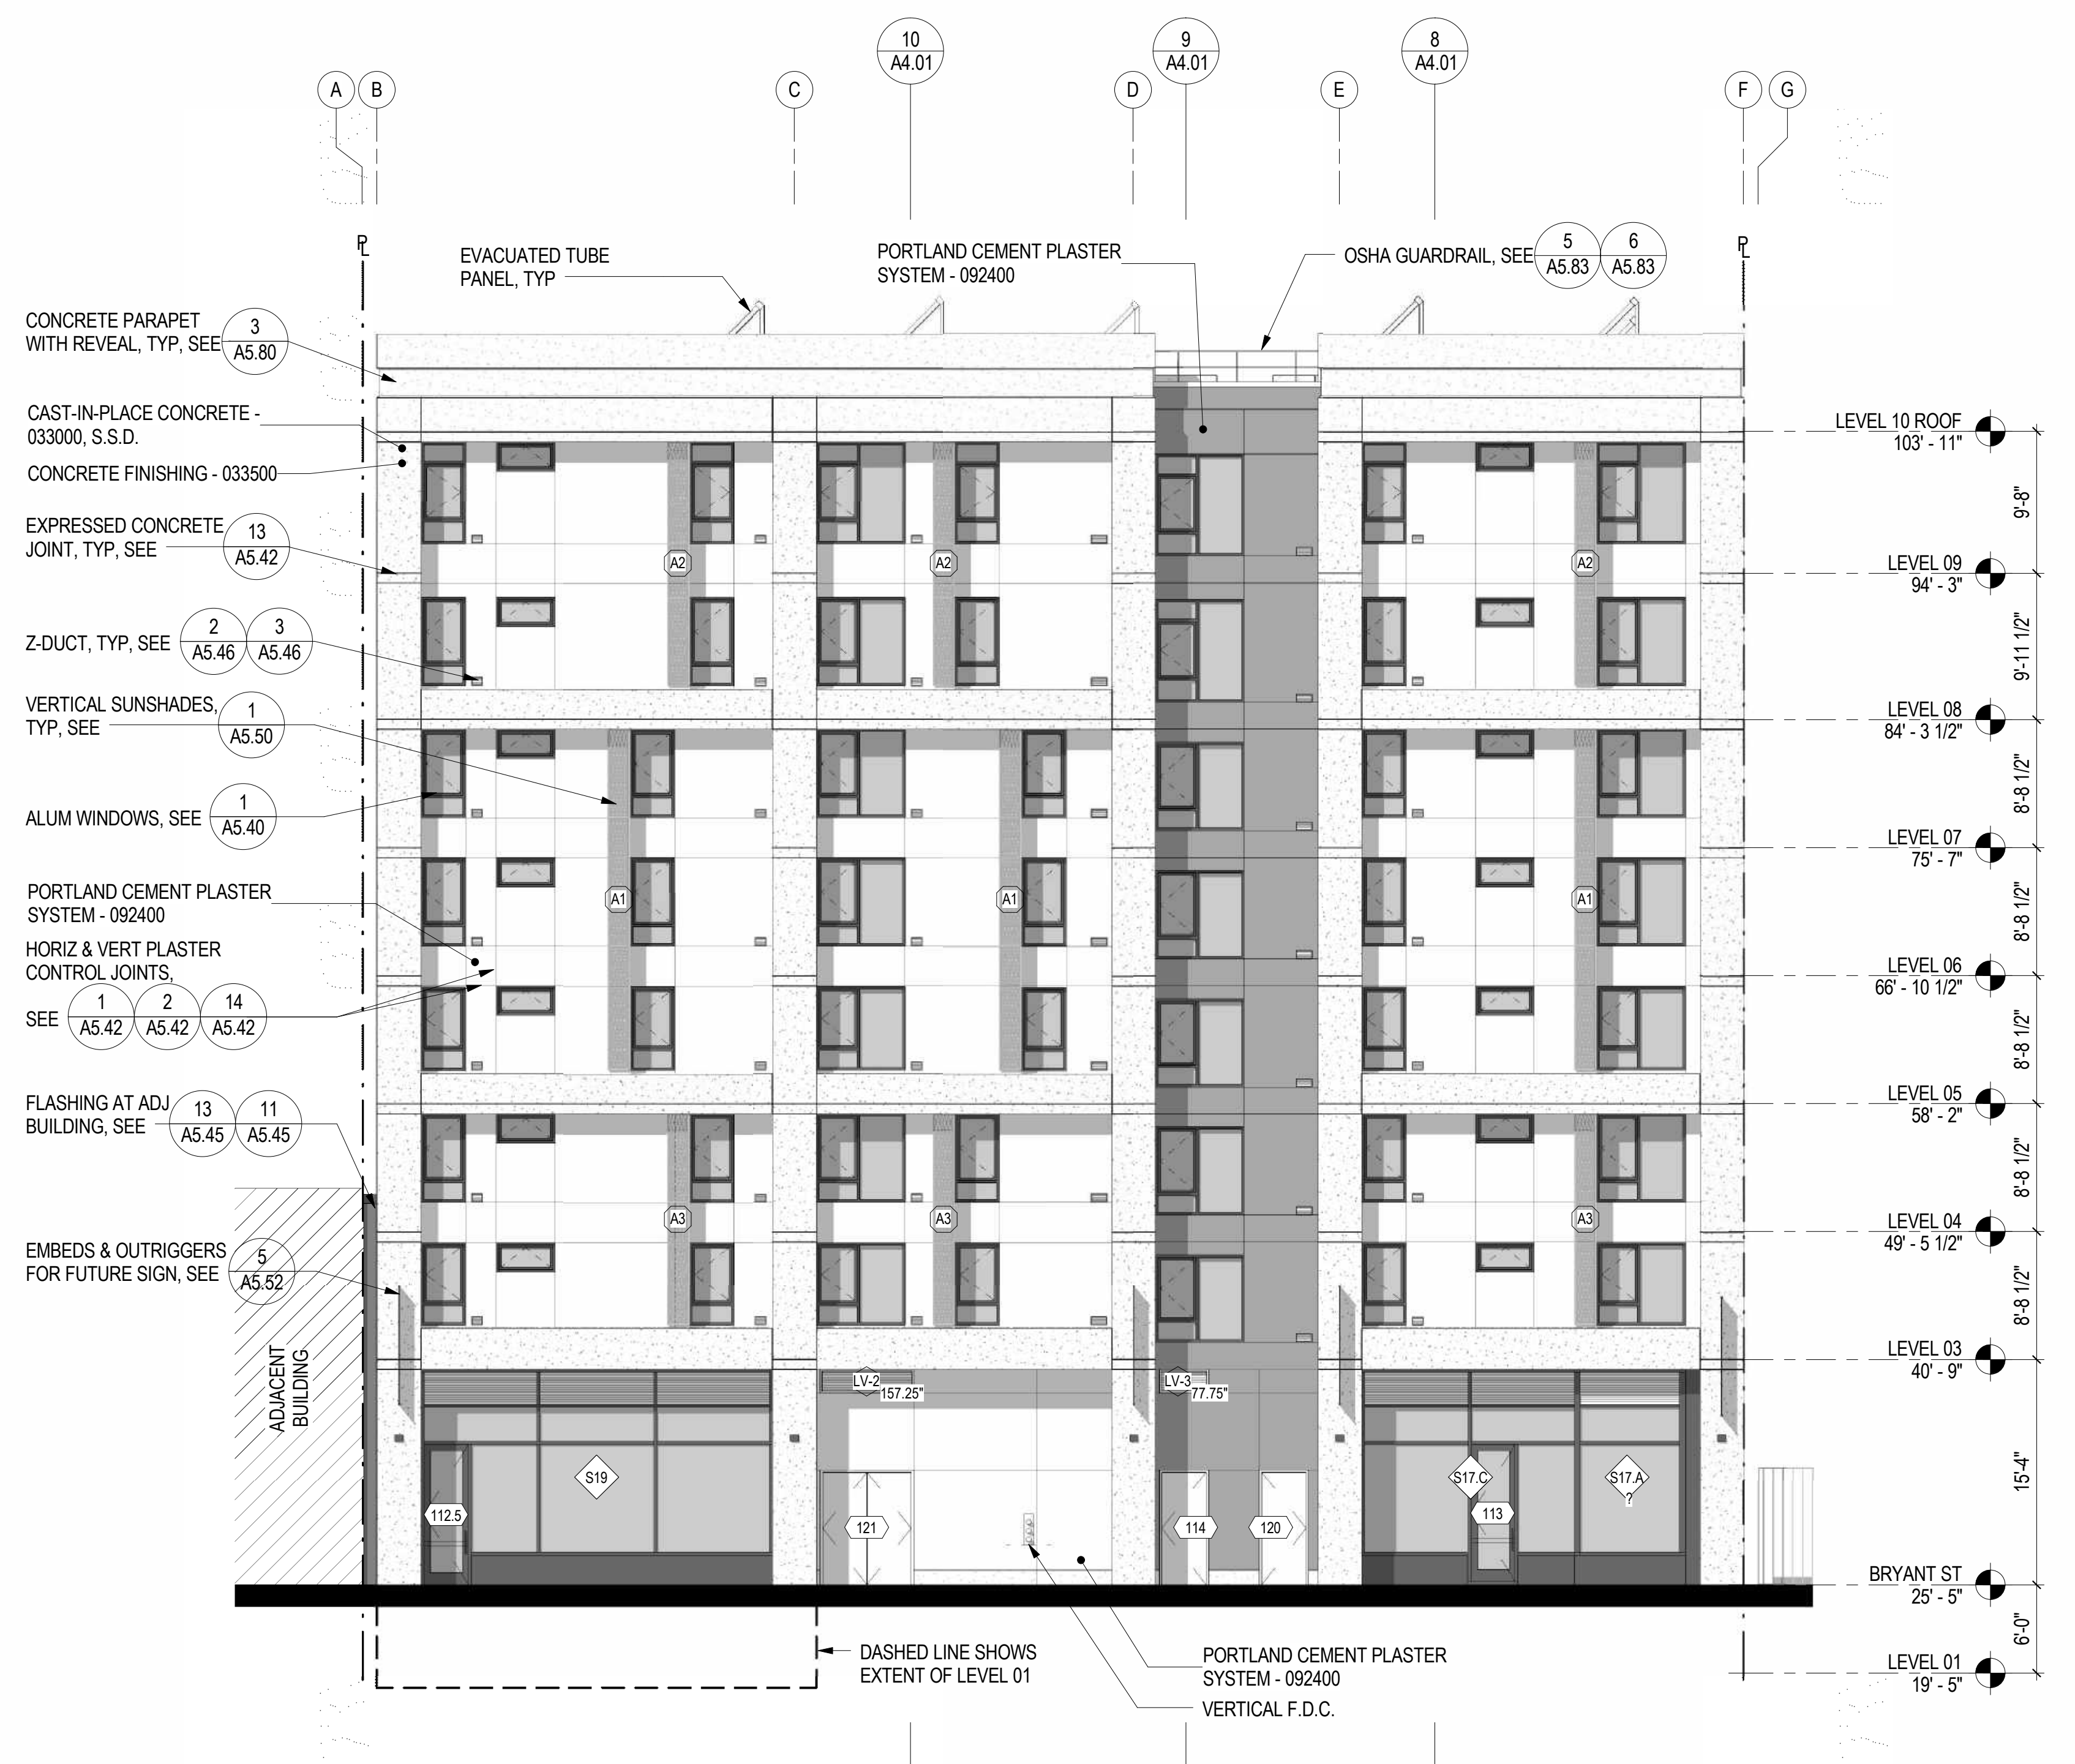 10
A4.01
9
A4.01
8
A4.01
A
B
C
D
E
F
G
PL
PL
EVACUATED TUBE
PANEL, TYP
PORTLAND CEMENT PLASTER
SYSTEM - 092400
OSHA GUARDRAIL, SEE
5
A5.83
6
A5.83
CONCRETE PARAPET
WITH REVEAL, TYP, SEE
3
A5.80
CAST-IN-PLACE CONCRETE -
033000, S.S.D.
CONCRETE FINISHING - 033500
EXPRESSED CONCRETE
JOINT, TYP, SEE
13
A5.42
Z-DUCT, TYP, SEE
2
A5.46
3
A5.46
VERTICAL SUNSHADES,
TYP, SEE
1
A5.50
ALUM WINDOWS, SEE
1
A5.40
PORTLAND CEMENT PLASTER
SYSTEM - 092400
HORIZ & VERT PLASTER
CONTROL JOINTS,
SEE
1
A5.42
2
A5.42
14
A5.42
FLASHING AT ADJ
BUILDING, SEE
13
A5.45
11
A5.45
EMBEDS & OUTRIGGERS
FOR FUTURE SIGN, SEE
5
A5.52
ADJACENT
BUILDING
A2
A2
A2
A1
A1
A1
A3
A3
A3
LV-2
157.25"
LV-3
77.75"
S19
S17.C
S17.A
?
112.5
121
114
120
113
LEVEL 10 ROOF
103' - 11"
9'-8"
LEVEL 09
94' - 3"
9'-11 1/2"
LEVEL 08
84' - 3 1/2"
8'-8 1/2"
LEVEL 07
75' - 7"
8'-8 1/2"
LEVEL 06
66' - 10 1/2"
8'-8 1/2"
LEVEL 05
58' - 2"
8'-8 1/2"
LEVEL 04
49' - 5 1/2"
8'-8 1/2"
LEVEL 03
40' - 9"
15'-4"
BRYANT ST
25' - 5"
6'-0"
LEVEL 01
19' - 5"
DASHED LINE SHOWS
EXTENT OF LEVEL 01
PORTLAND CEMENT PLASTER
SYSTEM - 092400
VERTICAL F.D.C.